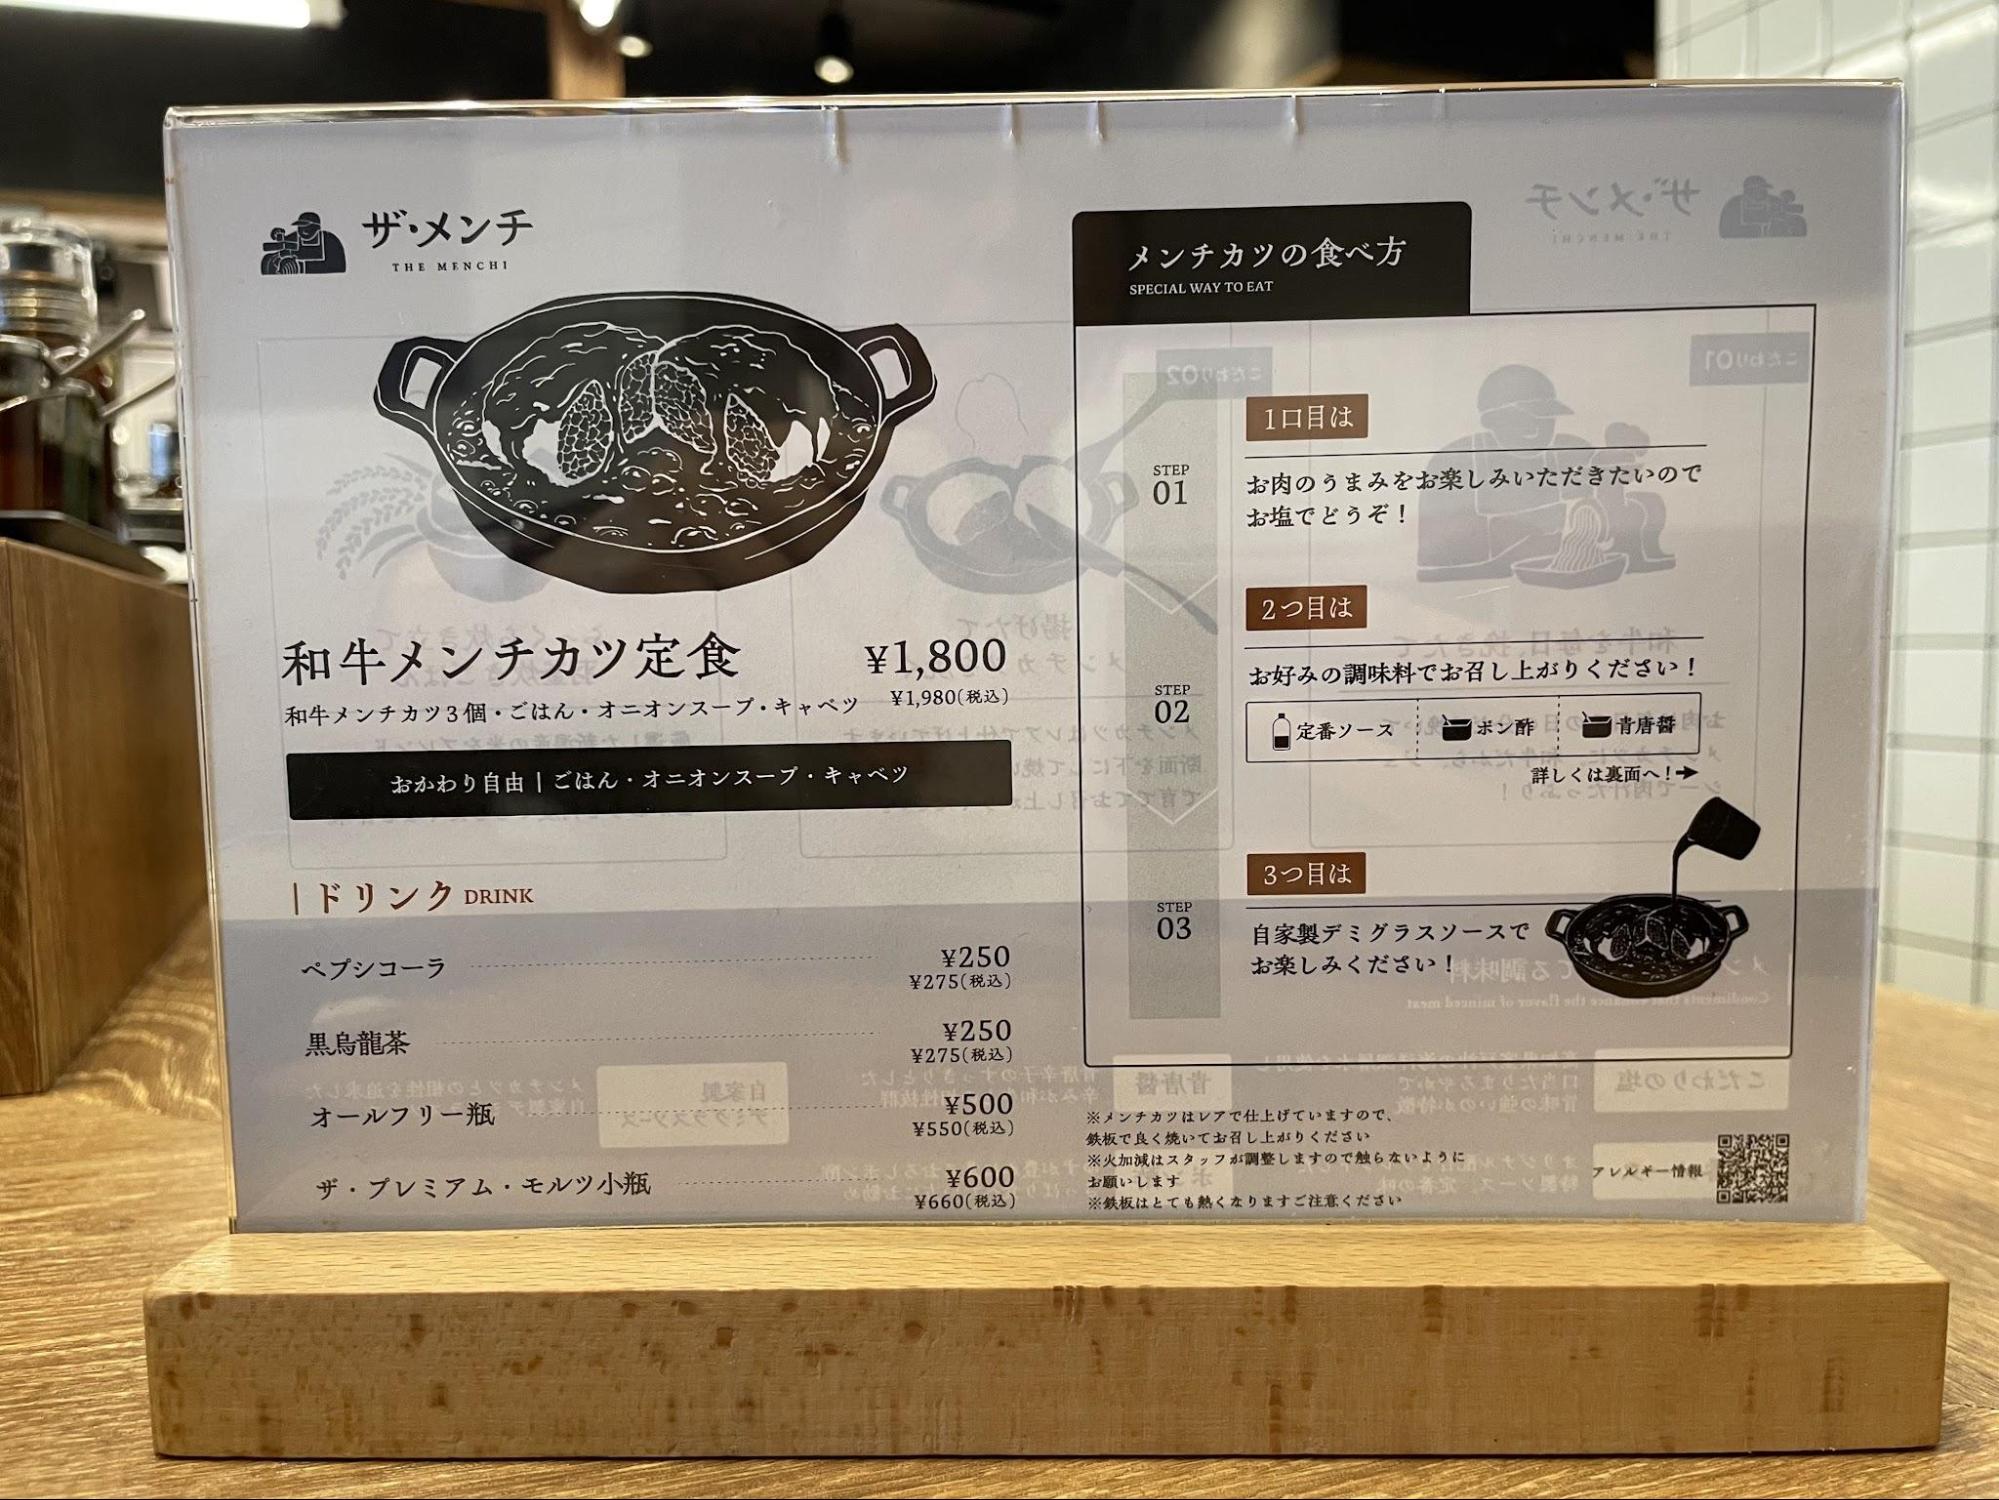 ザ・メンチ
THE MENCHI
和牛メンチカツ定食 ¥1,800
和牛メンチカツ3個・ごはん・オニオンスープ・キャベツ ¥1,980(税込)
おかわり自由 | ごはん・オニオンスープ・キャベツ
ドリンク DRINK
ペプシコーラ ¥250
¥275(税込)
黒烏龍茶 ¥250
¥275(税込)
オールフリー瓶 ¥500
¥550(税込)
ザ・プレミアム・モルツ小瓶 ¥600
¥660(税込)
メンチカツの食べ方
SPECIAL WAY TO EAT
STEP
01
1口目は
お肉のうまみをお楽しみいただきたいので
お塩でどうぞ！
STEP
02
2つ目は
お好みの調味料でお召し上がりください！
定番ソース ポン酢 青唐醤
詳しくは裏面へ！→
STEP
03
3つ目は
自家製デミグラスソースで
お楽しみください！
※メンチカツはレアで仕上げていますので、
鉄板で良く焼いてお召し上がりください
※火加減はスタッフが調整しますので触らないように
お願いします
※鉄板はとても熱くなりますご注意ください
アレルギー情報